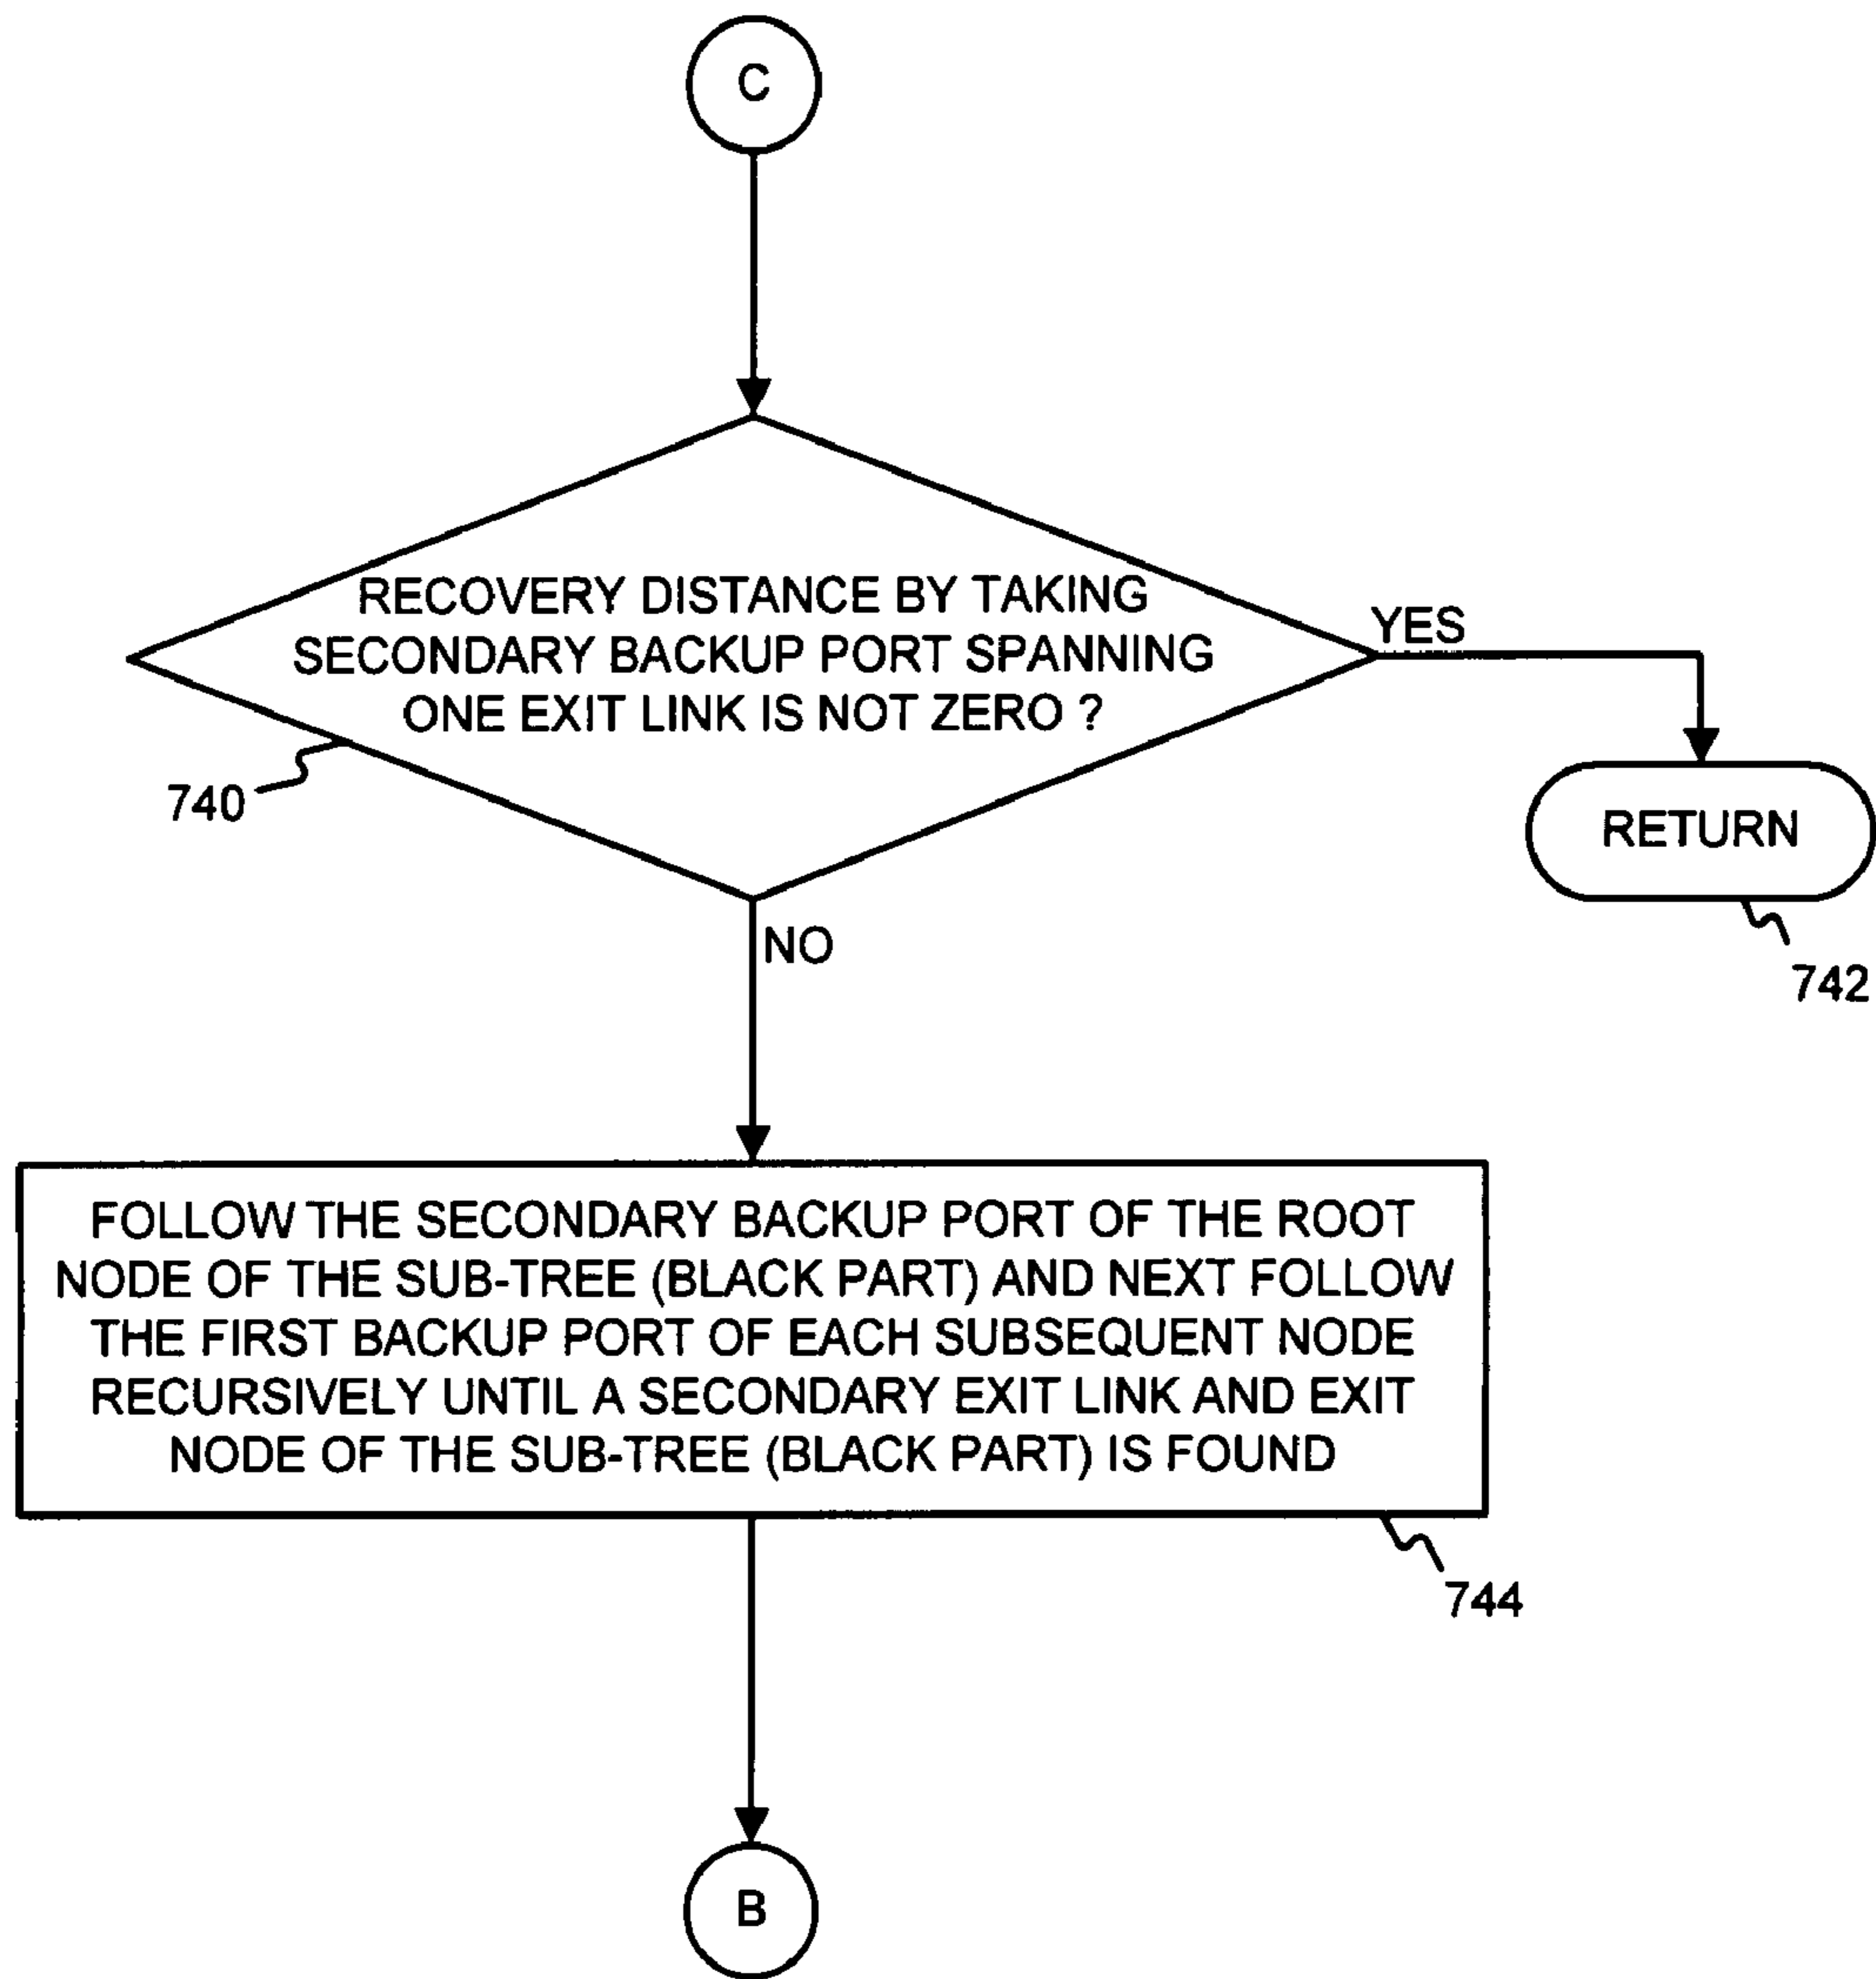 C
RECOVERY DISTANCE BY TAKING
SECONDARY BACKUP PORT SPANNING
ONE EXIT LINK IS NOT ZERO ?
YES
740
RETURN
742
NO
FOLLOW THE SECONDARY BACKUP PORT OF THE ROOT
NODE OF THE SUB-TREE (BLACK PART) AND NEXT FOLLOW
THE FIRST BACKUP PORT OF EACH SUBSEQUENT NODE
RECURSIVELY UNTIL A SECONDARY EXIT LINK AND EXIT
NODE OF THE SUB-TREE (BLACK PART) IS FOUND
744
B